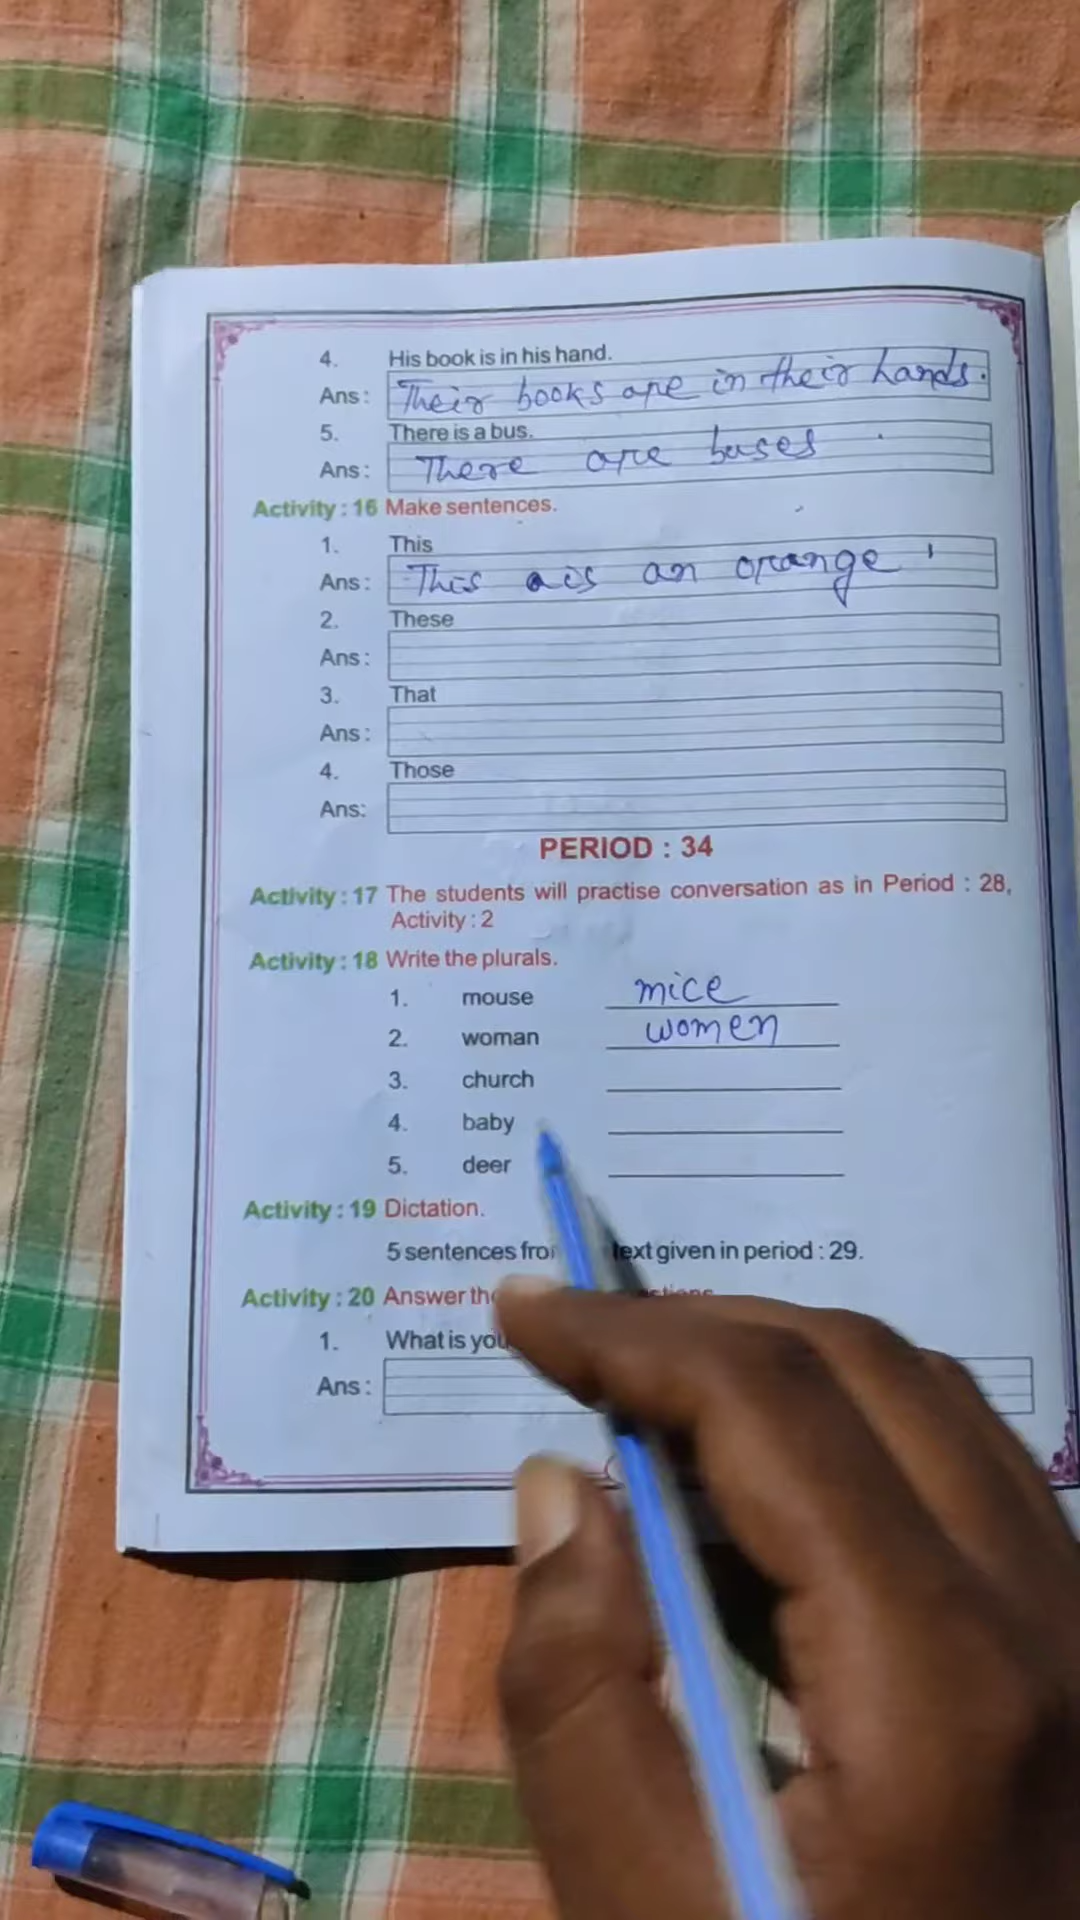 4. His book is in his hand.
Ans: Their books are in their hands.
5. There is a bus.
Ans: There are buses .
Activity : 16 Make sentences.
1. This
Ans: This is an orange
2. These
Ans:
3. That
Ans:
4. Those
Ans:
PERIOD : 34
Activity : 17 The students will practise conversation as in Period : 28,
Activity : 2
Activity : 18 Write the plurals.
1. mouse mice
2. woman women
3. church
4. baby
5. deer
Activity : 19 Dictation.
5 sentences text given in period : 29.
Activity : 20 Answer
1. What is
Ans: